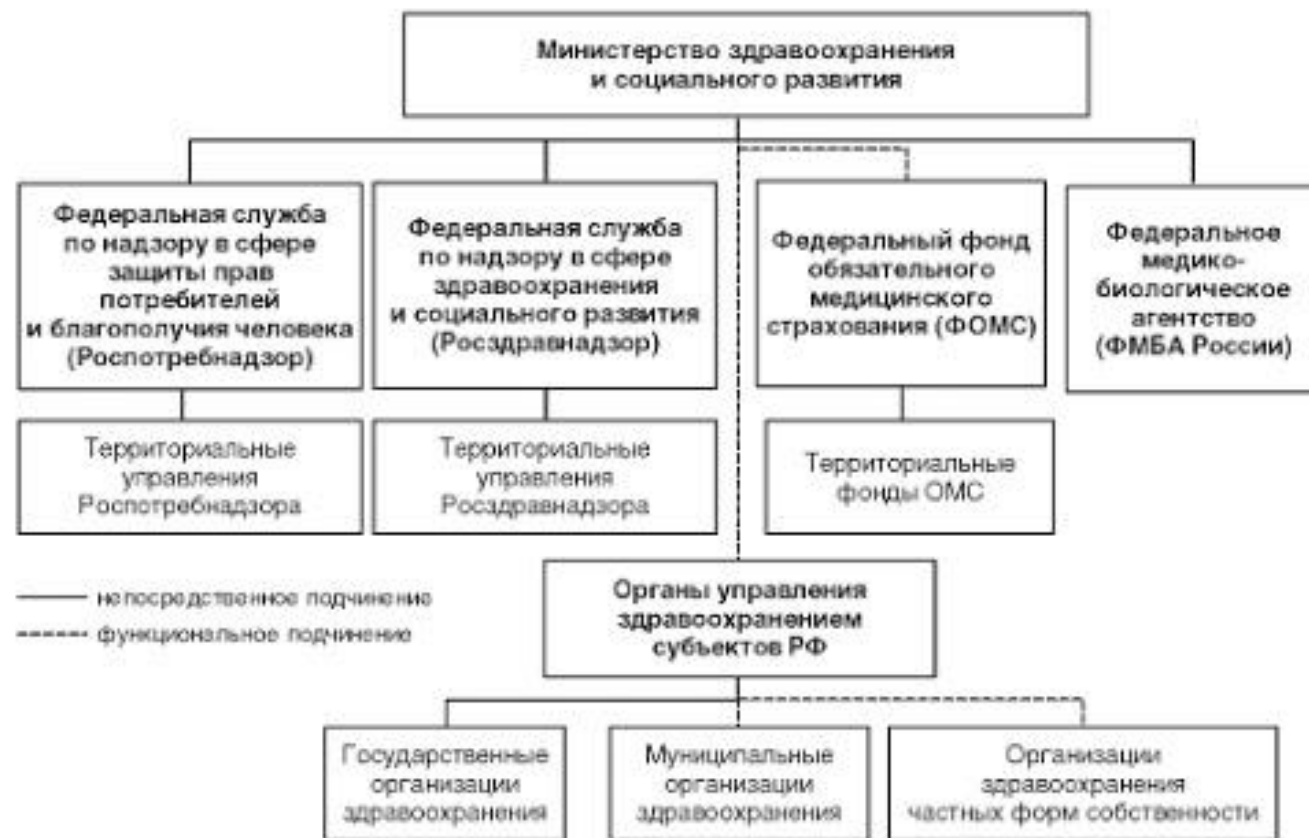 Министерство здравоохранения
и социального развития
Федеральная служба
по надзору в сфере
защиты прав
потребителей
и благополучия человека
(Роспотребнадзор)
Федеральная служба
по надзору в сфере
здравоохранения
и социального развития
(Росздравнадзор)
Федеральный фонд
обязательного
медицинского
страхования (ФОМС)
Федеральное
медико-
биологическое
агентство
(ФМБА России)
Территориальные
управления
Роспотребнадзора
Территориальные
управления
Росздравнадзора
Территориальные
фонды ОМС
непосредственное подчинение
функциональное подчинение
Органы управления
здравоохранением
субъектов РФ
Государственные
организации
здравоохранения
Муниципальные
организации
здравоохранения
Организации
здравоохранения
частных форм собственности